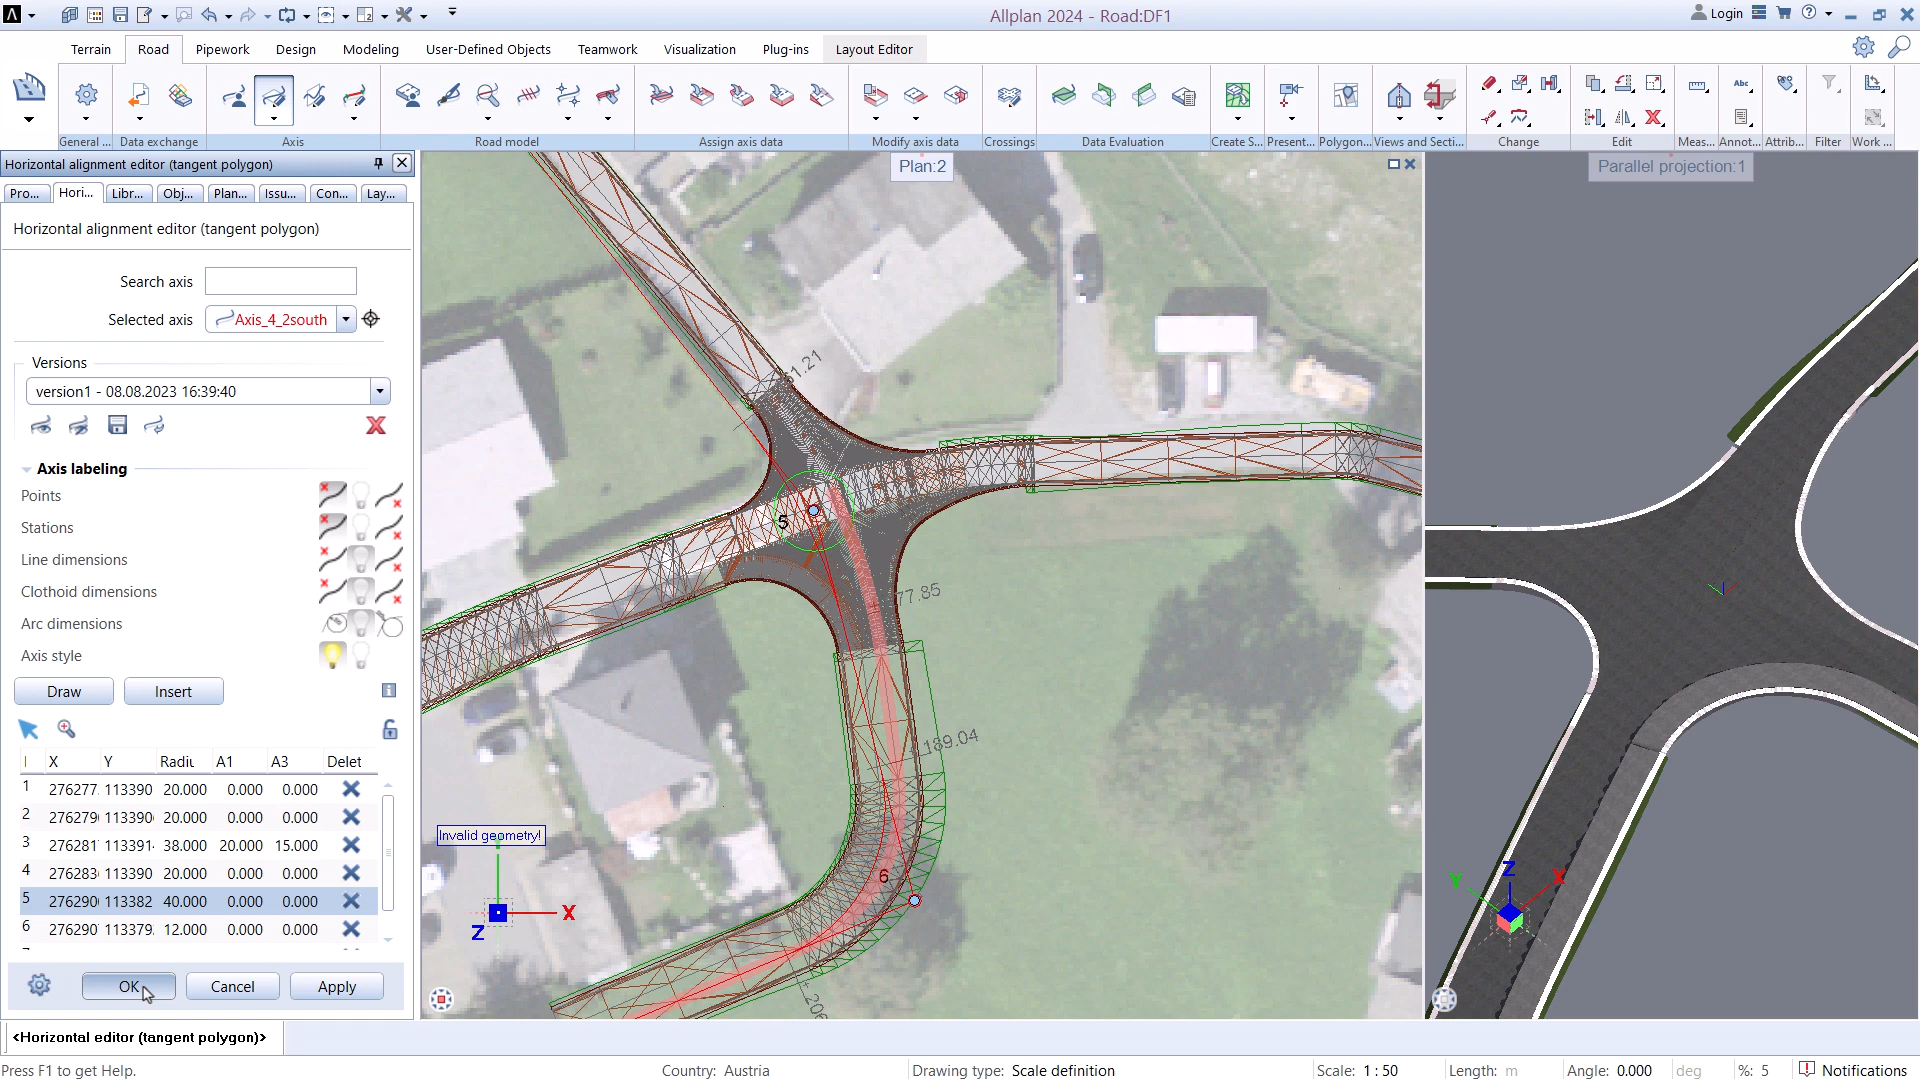 Allplan 2024 - Road:DF1
Login
Terrain Road Pipework Design Modeling User-Defined Objects Teamwork Visualization Plug-ins Layout Editor
Abc
General ... Data exchange Axis Road model Assign axis data Modify axis data Crossings Data Evaluation Create S... Present... Polygon... Views and Secti... Change Edit Meas... Annot... Attrib... Filter Work ...
Horizontal alignment editor (tangent polygon)
Pro... Hori... Libr... Obj... Plan... Issu... Con... Lay...
Horizontal alignment editor (tangent polygon)
Search axis
Selected axis Axis_4_2south
Versions
version1 - 08.08.2023 16:39:40
Axis labeling
Points
Stations
Line dimensions
Clothoid dimensions
Arc dimensions
Axis style
Draw Insert
X Y Radiu A1 A3 Delet
1 276277 113390 20.000 0.000 0.000
2 276279 113390 20.000 0.000 0.000
3 276281 113391 38.000 20.000 15.000
4 276283 113390 20.000 0.000 0.000
5 276290 113382 40.000 0.000 0.000
6 276290 113379 12.000 0.000 0.000
OK Cancel Apply
Plan:2
Parallel projection:1
5
77.85
189.04
6
Invalid geometry!
X
Z
Z
Y
X
<Horizontal editor (tangent polygon)>
Press F1 to get Help. Country: Austria Drawing type: Scale definition Scale: 1 : 50 Length: m Angle: 0.000 deg %: 5 Notifications